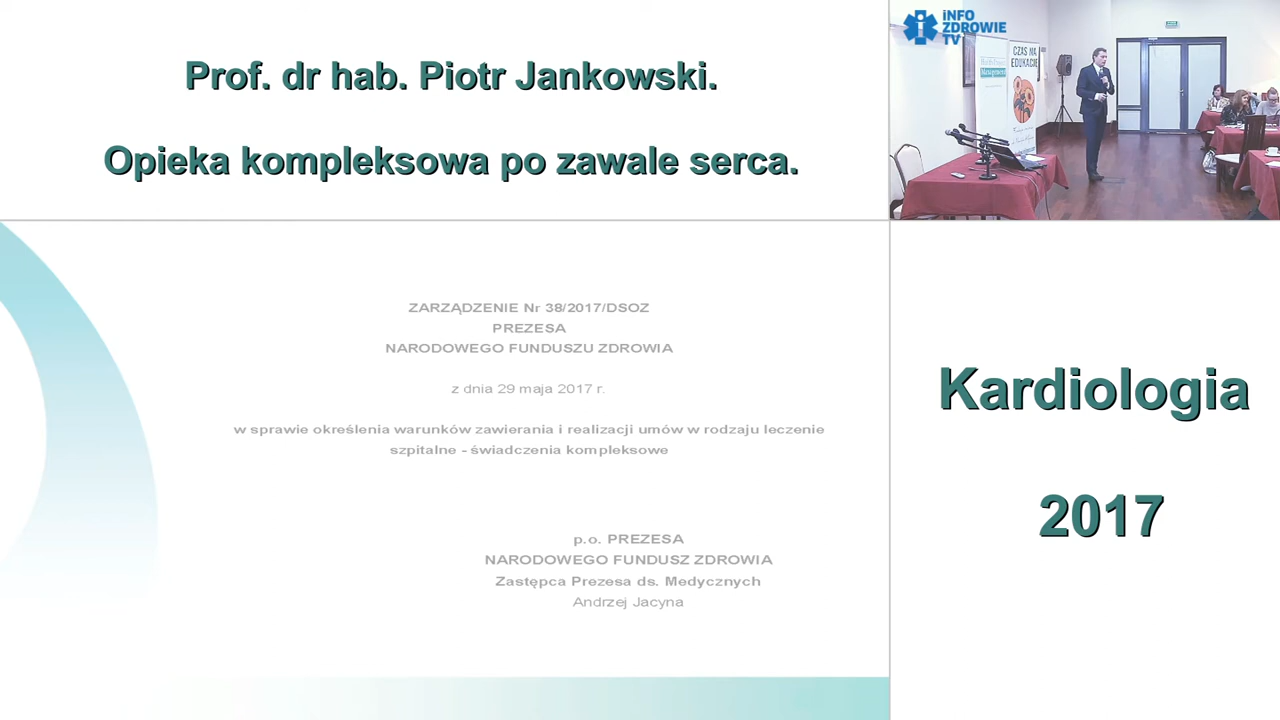 Prof. dr hab. Piotr Jankowski.
Opieka kompleksowa po zawale serca.
iNFO
ZDROWIE
TV
CZAS NA
EDUKACJĘ
ZARZĄDZENIE Nr 38/2017/DSOZ
PREZESA
NARODOWEGO FUNDUSZU ZDROWIA
z dnia 29 maja 2017 r.
w sprawie określenia warunków zawierania i realizacji umów w rodzaju leczenie
szpitalne - świadczenia kompleksowe
p.o. PREZESA
NARODOWEGO FUNDUSZ ZDROWIA
Zastępca Prezesa ds. Medycznych
Andrzej Jacyna
Kardiologia
2017